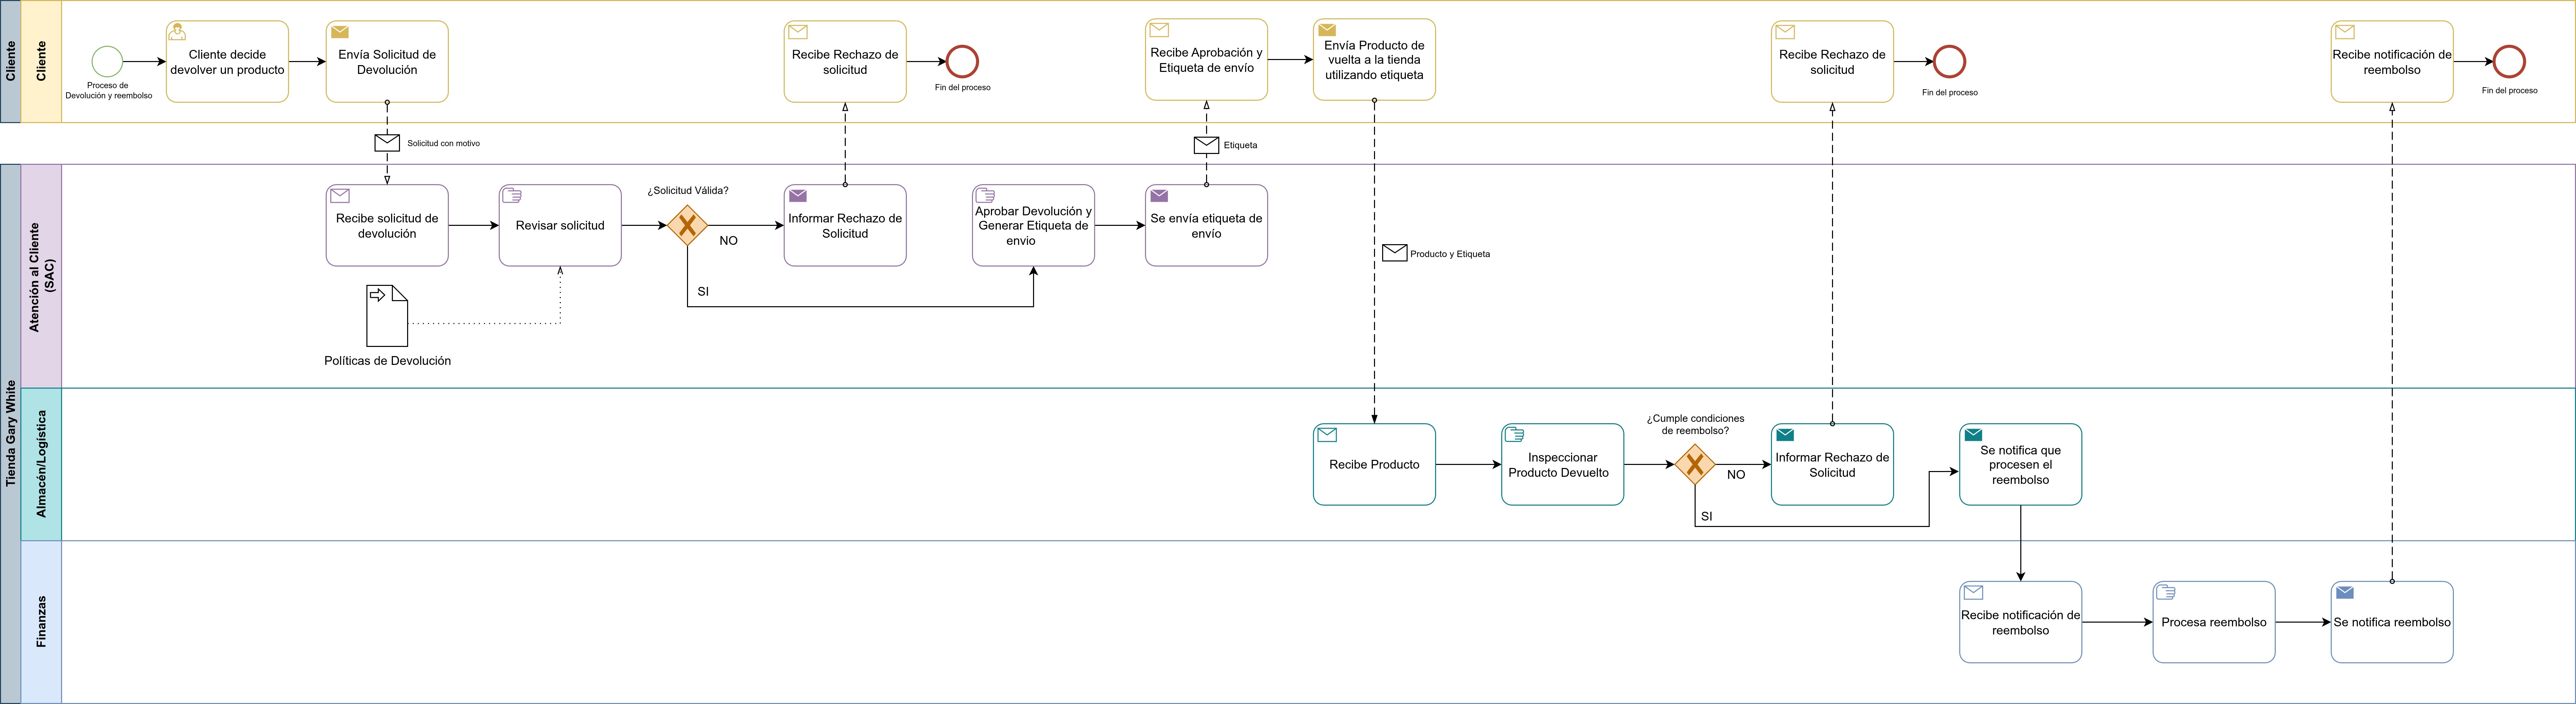 Cliente
Cliente
Proceso de
Devolución y reembolso
Cliente decide
devolver un producto
Envía Solicitud de
Devolución
Recibe Rechazo de
solicitud
Fin del proceso
Recibe Aprobación y
Etiqueta de envío
Envía Producto de
vuelta a la tienda
utilizando etiqueta
Recibe Rechazo de
solicitud
Fin del proceso
Recibe notificación de
reembolso
Fin del proceso
Solicitud con motivo
Etiqueta
Tienda Gary White
Atención al Cliente
(SAC)
Recibe solicitud de
devolución
Revisar solicitud
¿Solicitud Válida?
NO
SI
Informar Rechazo de
Solicitud
Aprobar Devolución y
Generar Etiqueta de
envio
Se envía etiqueta de
envío
Producto y Etiqueta
Políticas de Devolución
Almacén/Logística
Recibe Producto
Inspeccionar
Producto Devuelto
¿Cumple condiciones
de reembolso?
NO
SI
Informar Rechazo de
Solicitud
Se notifica que
procesen el
reembolso
Finanzas
Recibe notificación de
reembolso
Procesa reembolso
Se notifica reembolso